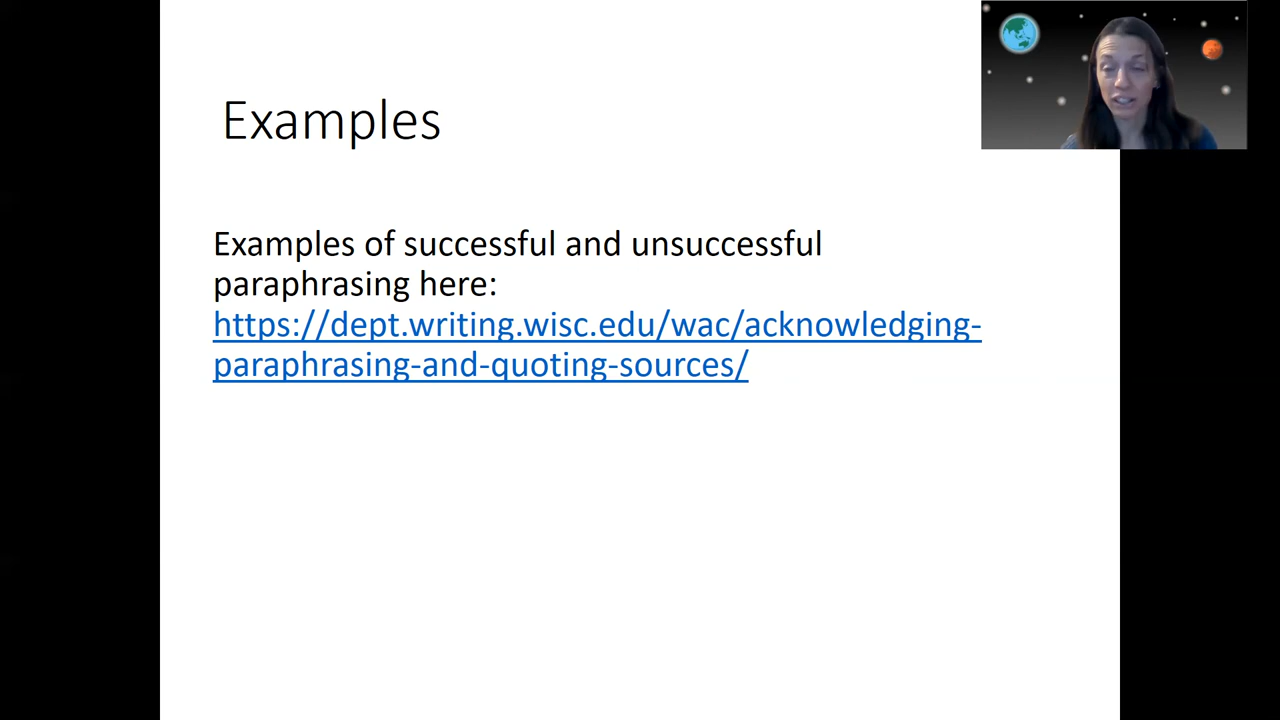 Examples
Examples of successful and unsuccessful
paraphrasing here:
https://dept.writing.wisc.edu/wac/acknowledging-
paraphrasing-and-quoting-sources/